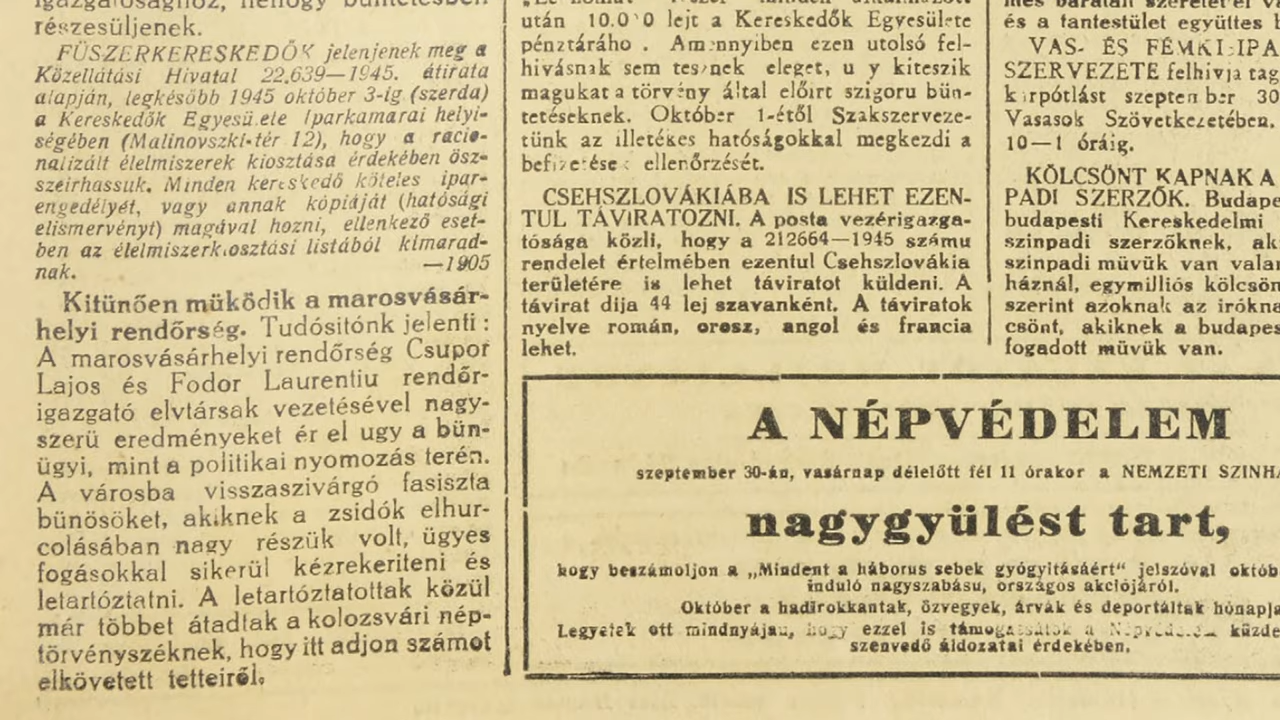 részesüljenek.
FÜSZERKERESKEDŐK jelenjenek meg a
Közellátási Hivatal 22.639—1945. átirata
alapján, legkésöbb 1945 október 3-ig (szerda)
a Kereskedők Egyesülete Iparkamarai helyi-
ségében (Malinovszki-tér 12), hogy a racio-
nalizált élelmiszerek kiosztása érdekében ösz-
szeirhassuk. Minden kereskedő köteles ipar-
engedélyét, vagy annak kópiáját (hatósági
elismervényt) magával hozni, ellenkező eset-
ben az élelmiszerkiosztási listából kimarad-
nak. —1905
Kitünően müködik a marosvásár-
helyi rendőrség. Tudósitónk jelenti:
A marosvásárhelyi rendőrség Csupor
Lajos és Fodor Laurentiu rendőr-
igazgató elvtársak vezetésével nagy-
szerü eredményeket ér el ugy a bün-
ügyi, mint a politikai nyomozás terén.
A városba visszaszivárgó fasiszta
bünösöket, akiknek a zsidók elhur-
colásában nagy részük volt, ügyes
fogásokkal sikerül kézrekeriteni és
letartóztatni. A letartóztatottak közül
már többet átadtak a kolozsvári nép-
törvényszéknek, hogy itt adjon számot
elkövetett tetteiről.
után lejt a Kereskedők Egyesülete
pénztáráho . Amennyiben ezen utolsó fel-
hivásnak sem tesznek eleget, u y kiteszik
magukat a törvény által előirt szigoru bün-
tetéseknek. Október 1-étől Szakszerveze-
tünk az illetékes hatóságokkal megkezdi a
befizetések ellenőrzését.
CSEHSZLOVÁKIÁBA IS LEHET EZEN-
TUL TÁVIRATOZNI. A posta vezérigazga-
tósága közli, hogy a 212664—1945 számu
rendelet értelmében ezentul Csehszlovákia
területére is lehet táviratot küldeni. A
távirat dija 44 lej szavanként. A táviratok
nyelve román, orosz, angol és francia
lehet.
és a tantestület együttes
VAS- ÉS FÉMKI IPA
SZERVEZETE felhivja tag
kárpótlást szeptember 30
Vasasok Szövetkezetében,
10—1 óráig.
KÖLCSÖNT KAPNAK A
PADI SZERZŐK. Budape
budapesti Kereskedelmi
szinpadi szerzőknek, ak
szinpadi müvük van valam
háznál, egymilliós kölcsön
szerint azoknak az irókna
csönt, akiknek a budapes
fogadott müvük van.
A NÉPVÉDELEM
szeptember 30-án, vasárnap délelőtt fél 11 órakor a NEMZETI SZINHÁ
nagygyülést tart,
hogy beszámoljon a „Mindent a háborus sebek gyógyitásáért" jelszóval októb
induló nagyszabásu, országos akciójáról.
Október a hadirokkantak, özvegyek, árvák és deportáltak hónapja
Legyetek ott mindnyájan, hogy ezzel is támogassátok a Népvédelem küzde
szenvedő áldozatai érdekében.